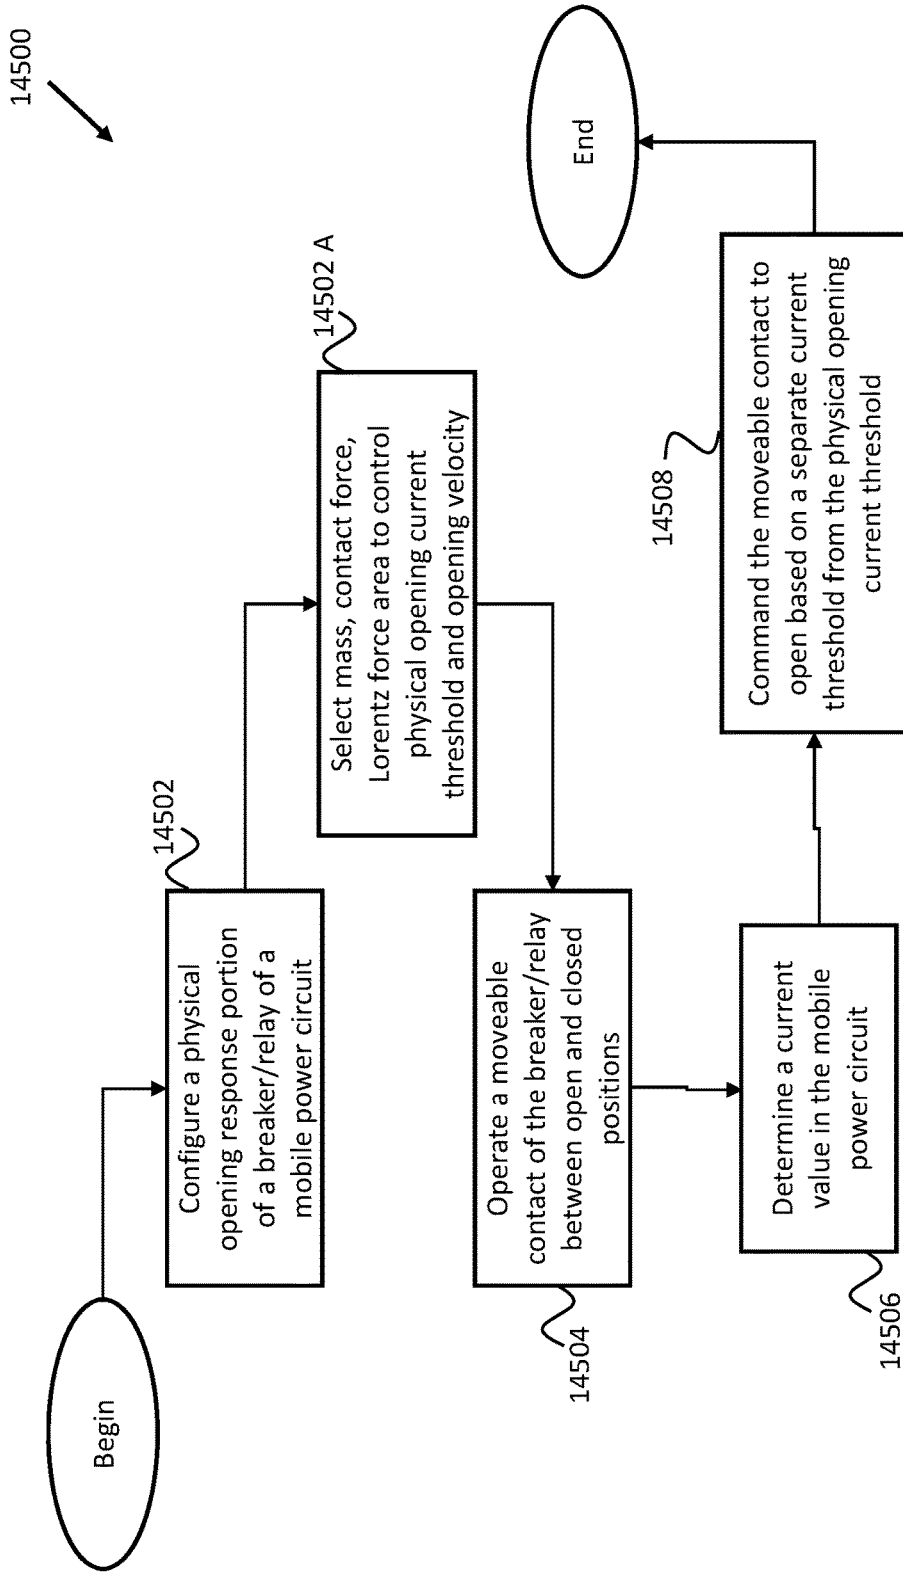 14500
Begin
14502
Configure a physical
opening response portion
of a breaker/relay of a
mobile power circuit
14502 A
Select mass, contact force,
Lorentz force area to control
physical opening current
threshold and opening velocity
14504
Operate a moveable
contact of the breaker/relay
between open and closed
positions
14506
Determine a current
value in the mobile
power circuit
14508
Command the moveable contact to
open based on a separate current
threshold from the physical opening
current threshold
End